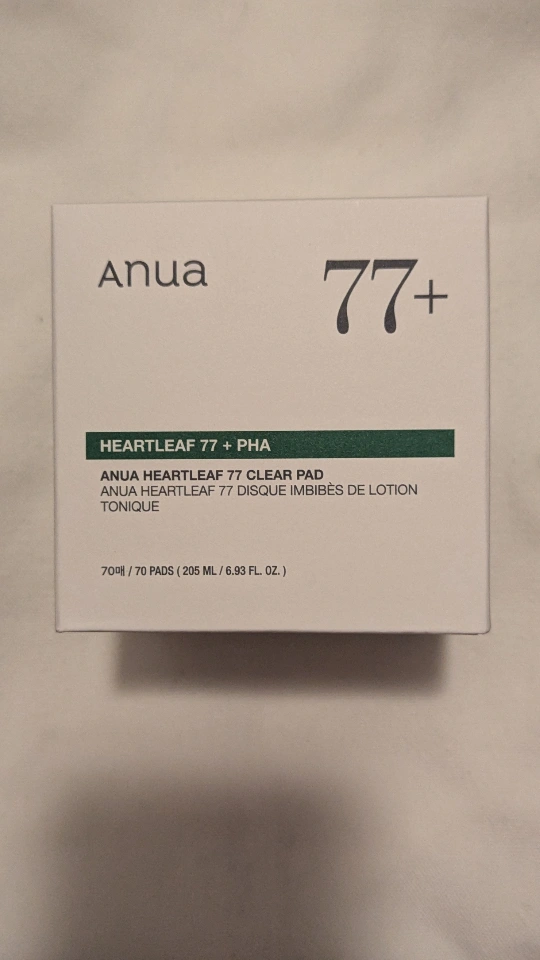 Anua
77+
HEARTLEAF 77 + PHA
ANUA HEARTLEAF 77 CLEAR PAD
ANUA HEARTLEAF 77 DISQUE IMBIBÈS DE LOTION
TONIQUE
70매 / 70 PADS ( 205 ML / 6.93 FL. OZ. )